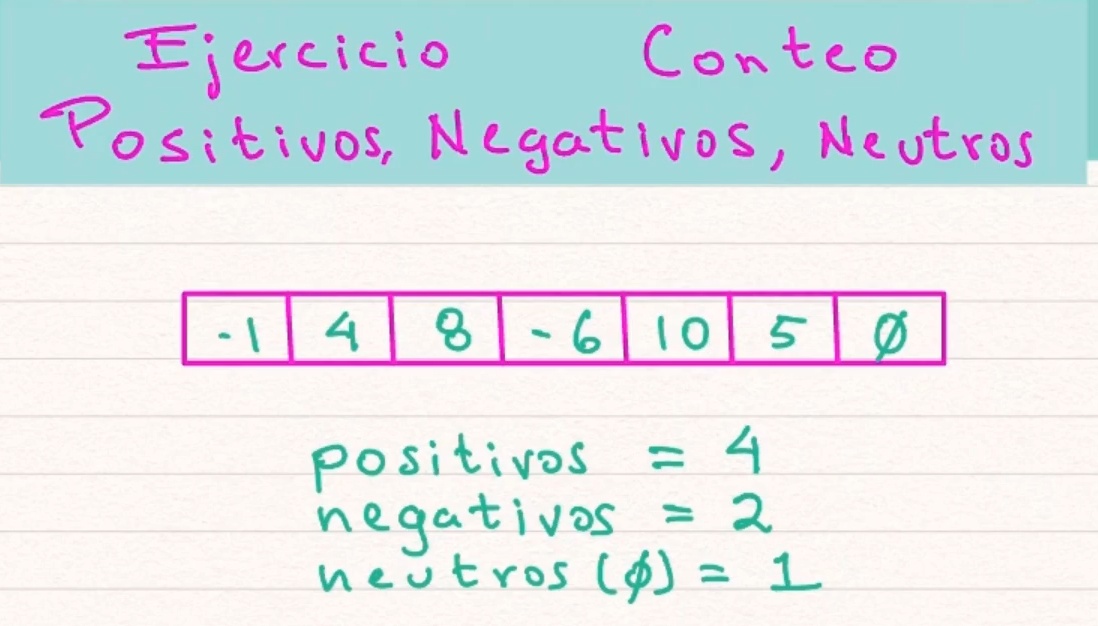 Ejercicio Conteo
Positivos, Negativos, Neutros
-1 4 8 -6 10 5 Ø
positivos = 4
negativos = 2
neutros (Ø) = 1